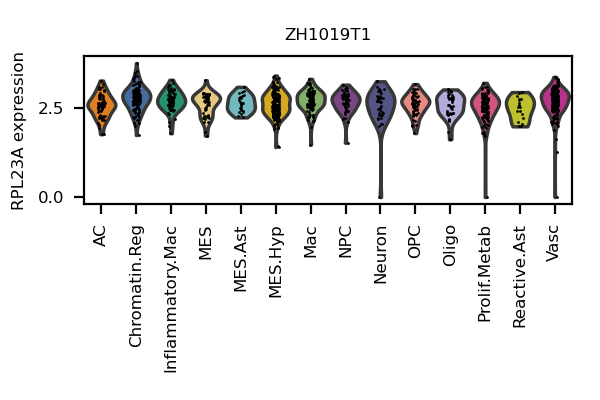 ZH1019T1
RPL23A expression
2.5
0.0
AC
Chromatin.Reg
Inflammatory.Mac
MES
MES.Ast
MES.Hyp
Mac
NPC
Neuron
OPC
Oligo
Prolif.Metab
Reactive.Ast
Vasc